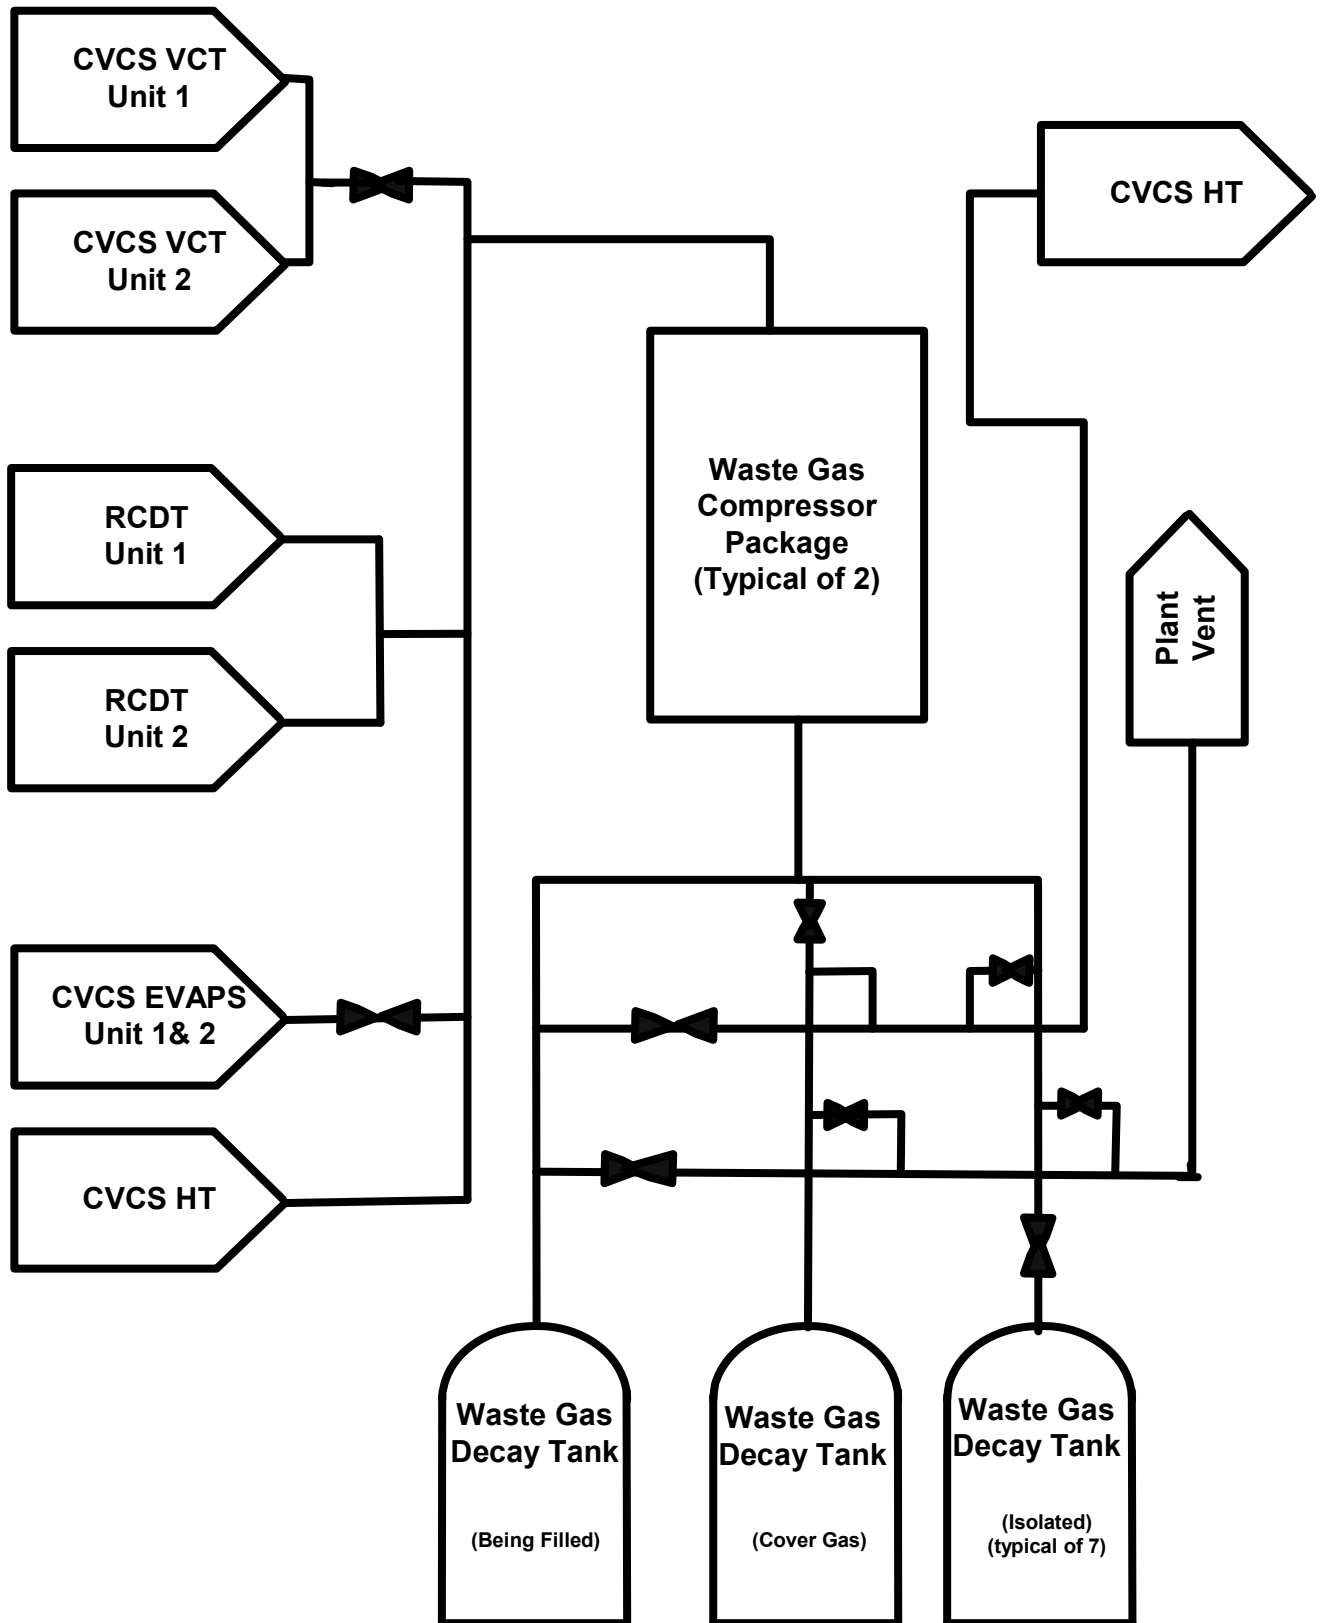 CVCS VCT
Unit 1
CVCS VCT
Unit 2
CVCS HT
RCDT
Unit 1
RCDT
Unit 2
Waste Gas
Compressor
Package
(Typical of 2)
Plant
Vent
CVCS EVAPS
Unit 1& 2
CVCS HT
Waste Gas
Decay Tank
(Being Filled)
Waste Gas
Decay Tank
(Cover Gas)
Waste Gas
Decay Tank
(Isolated)
(typical of 7)